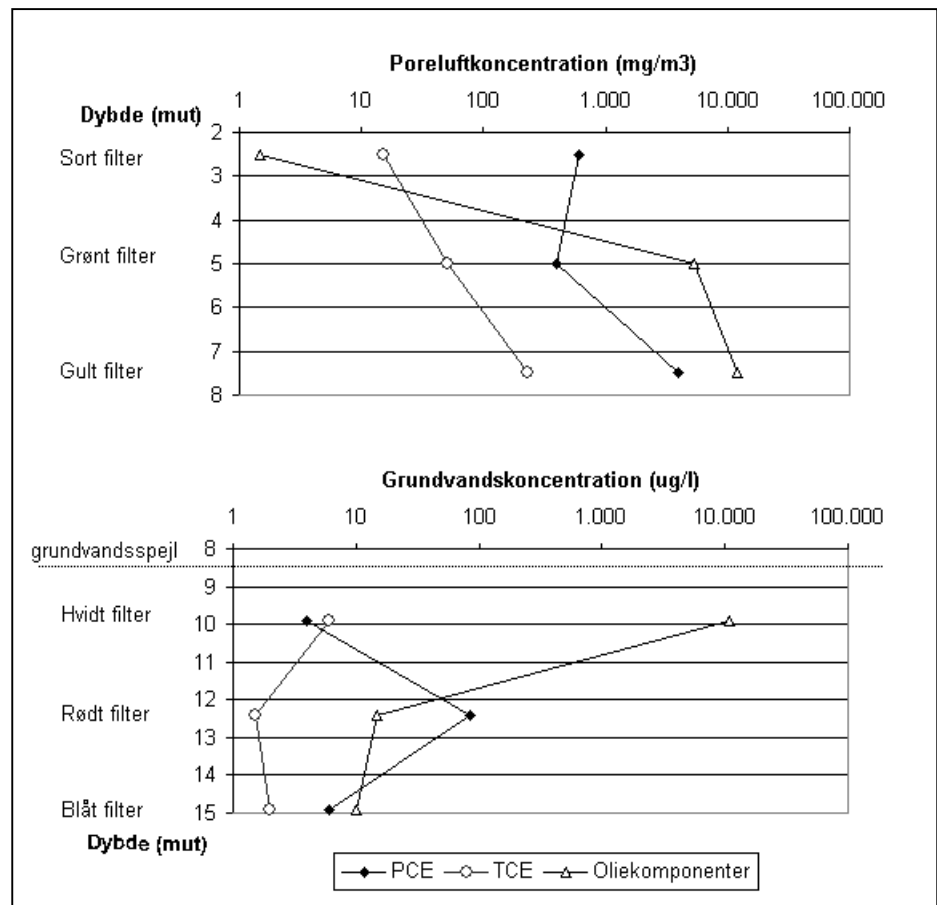 Poreluftkoncentration (mg/m3)
1 10 100 1.000 10.000 100.000
Dybde (mut)
2
Sort filter
3
4
Grønt filter
5
6
7
Gult filter
8
Grundvandskoncentration (ug/l)
1 10 100 1.000 10.000 100.000
grundvandsspejl 8
9
Hvidt filter
10
11
12
Rødt filter
13
14
Blåt filter 15
Dybde (mut)
PCE TCE Oliekomponenter